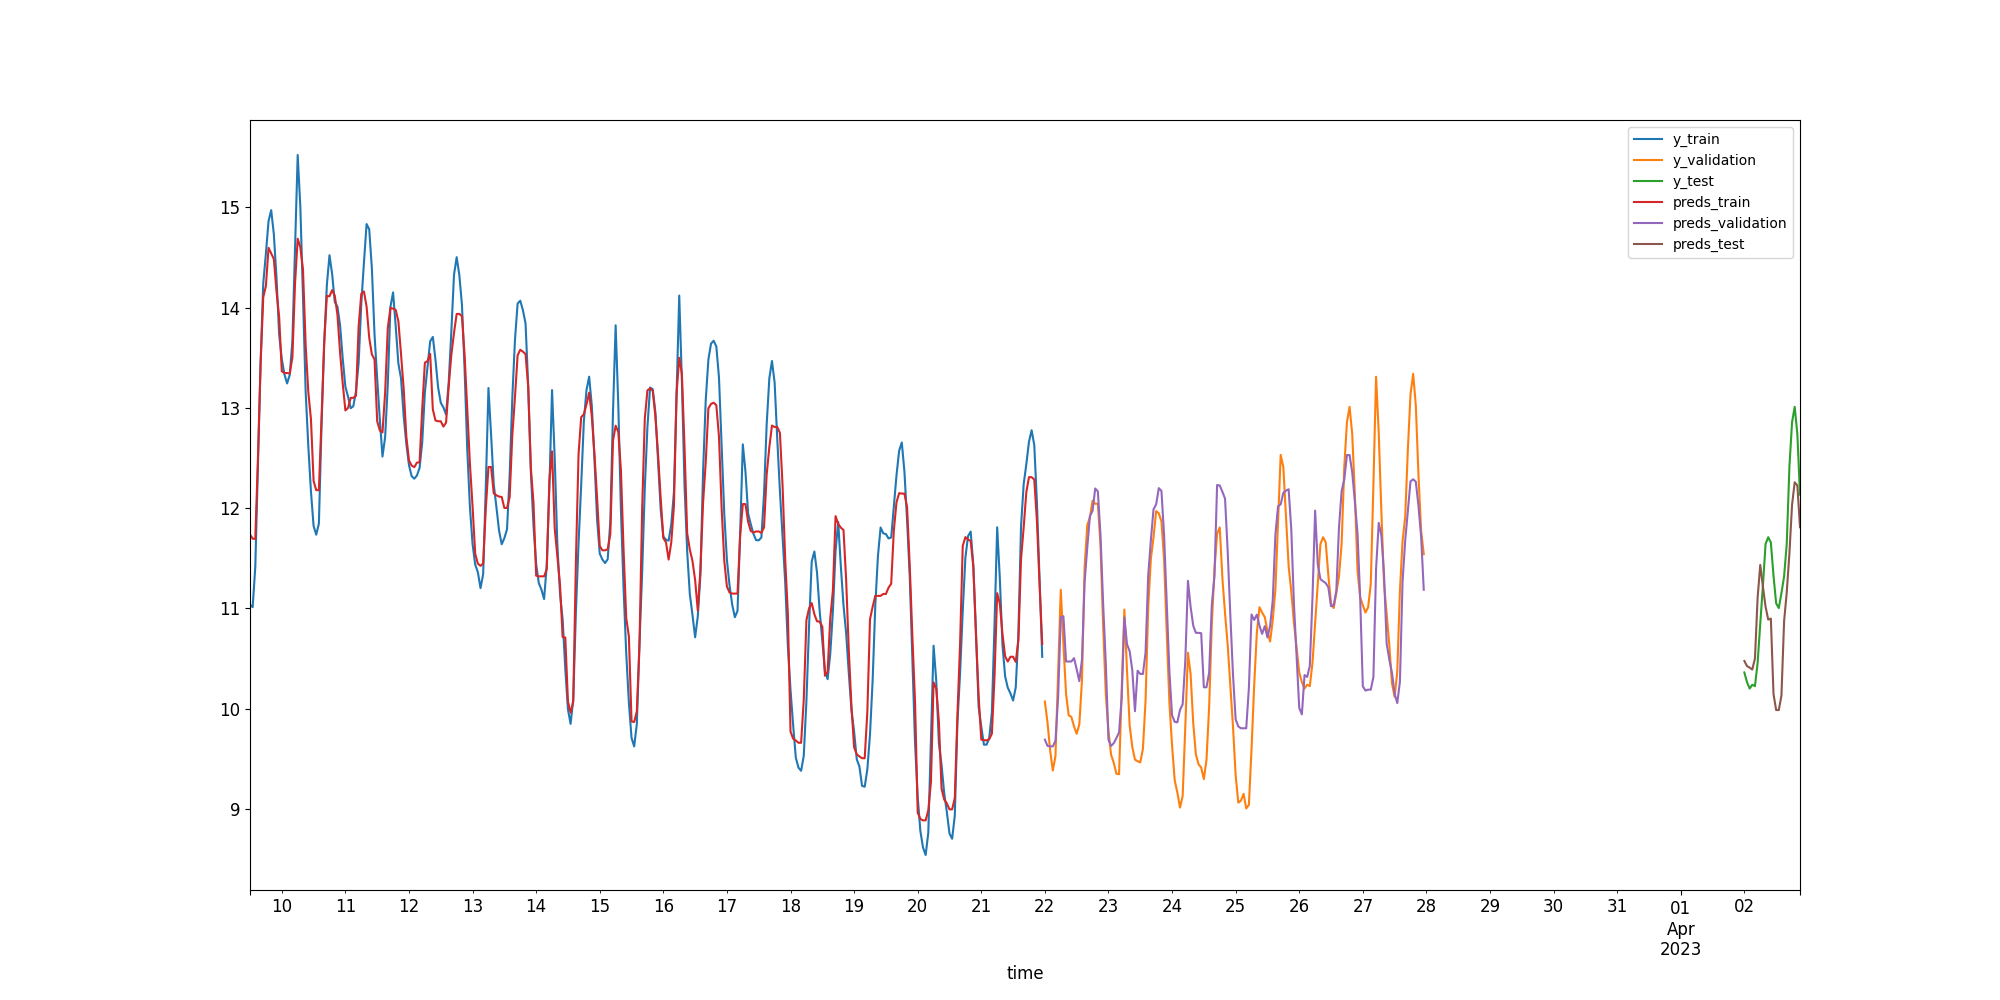 y_train
y_validation
y_test
preds_train
preds_validation
preds_test
15
14
13
12
11
10
9
10 11 12 13 14 15 16 17 18 19 20 21 22 23 24 25 26 27 28 29 30 31 01 02
Apr
2023
time